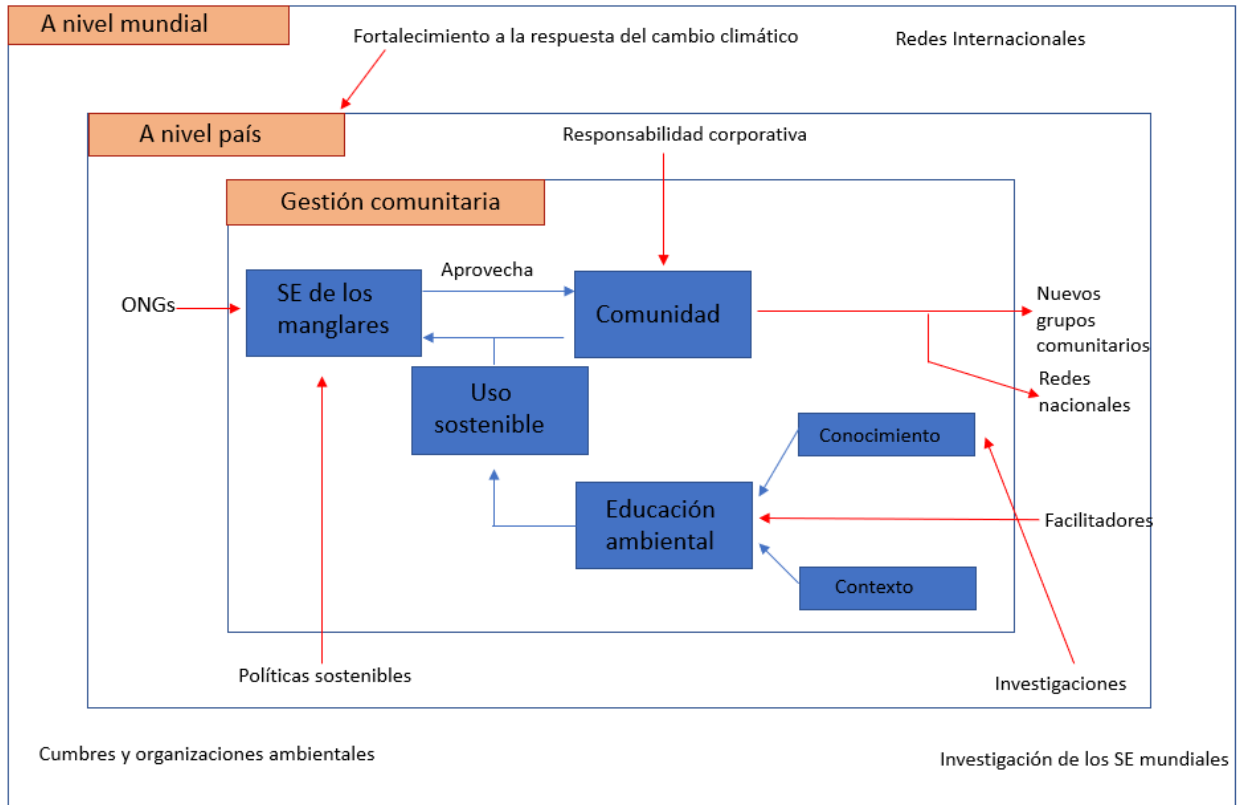 A nivel mundial
Fortalecimiento a la respuesta del cambio climático
Redes Internacionales
A nivel país
Responsabilidad corporativa
Gestión comunitaria
Aprovecha
SE de los
manglares
Comunidad
ONGs
Nuevos
grupos
comunitarios
Redes
nacionales
Uso
sostenible
Conocimiento
Educación
ambiental
Facilitadores
Contexto
Políticas sostenibles
Investigaciones
Cumbres y organizaciones ambientales
Investigación de los SE mundiales